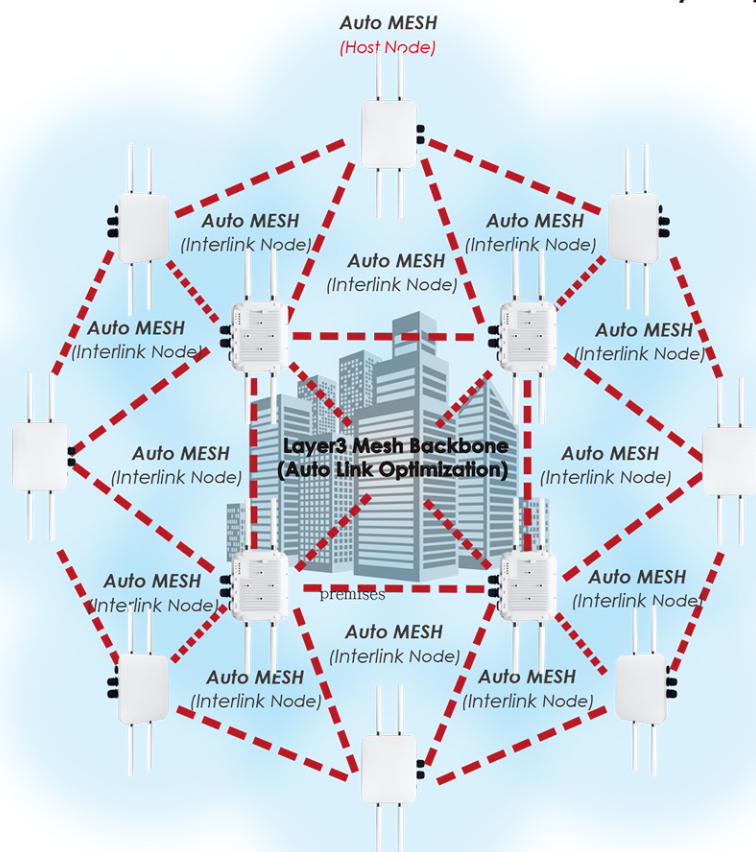 Auto MESH
(Host Node)
Auto MESH
(Interlink Node)
Auto MESH
(Interlink Node)
Auto MESH
(Interlink Node)
Auto MESH
(Interlink Node)
Auto MESH
(Interlink Node)
Layer3 Mesh Backbone
(Auto Link Optimization)
Auto MESH
(Interlink Node)
Auto MESH
(Interlink Node)
Auto MESH
(Interlink Node)
Auto MESH
(Interlink Node)
premises
Auto MESH
(Interlink Node)
Auto MESH
(Interlink Node)
Auto MESH
(Interlink Node)